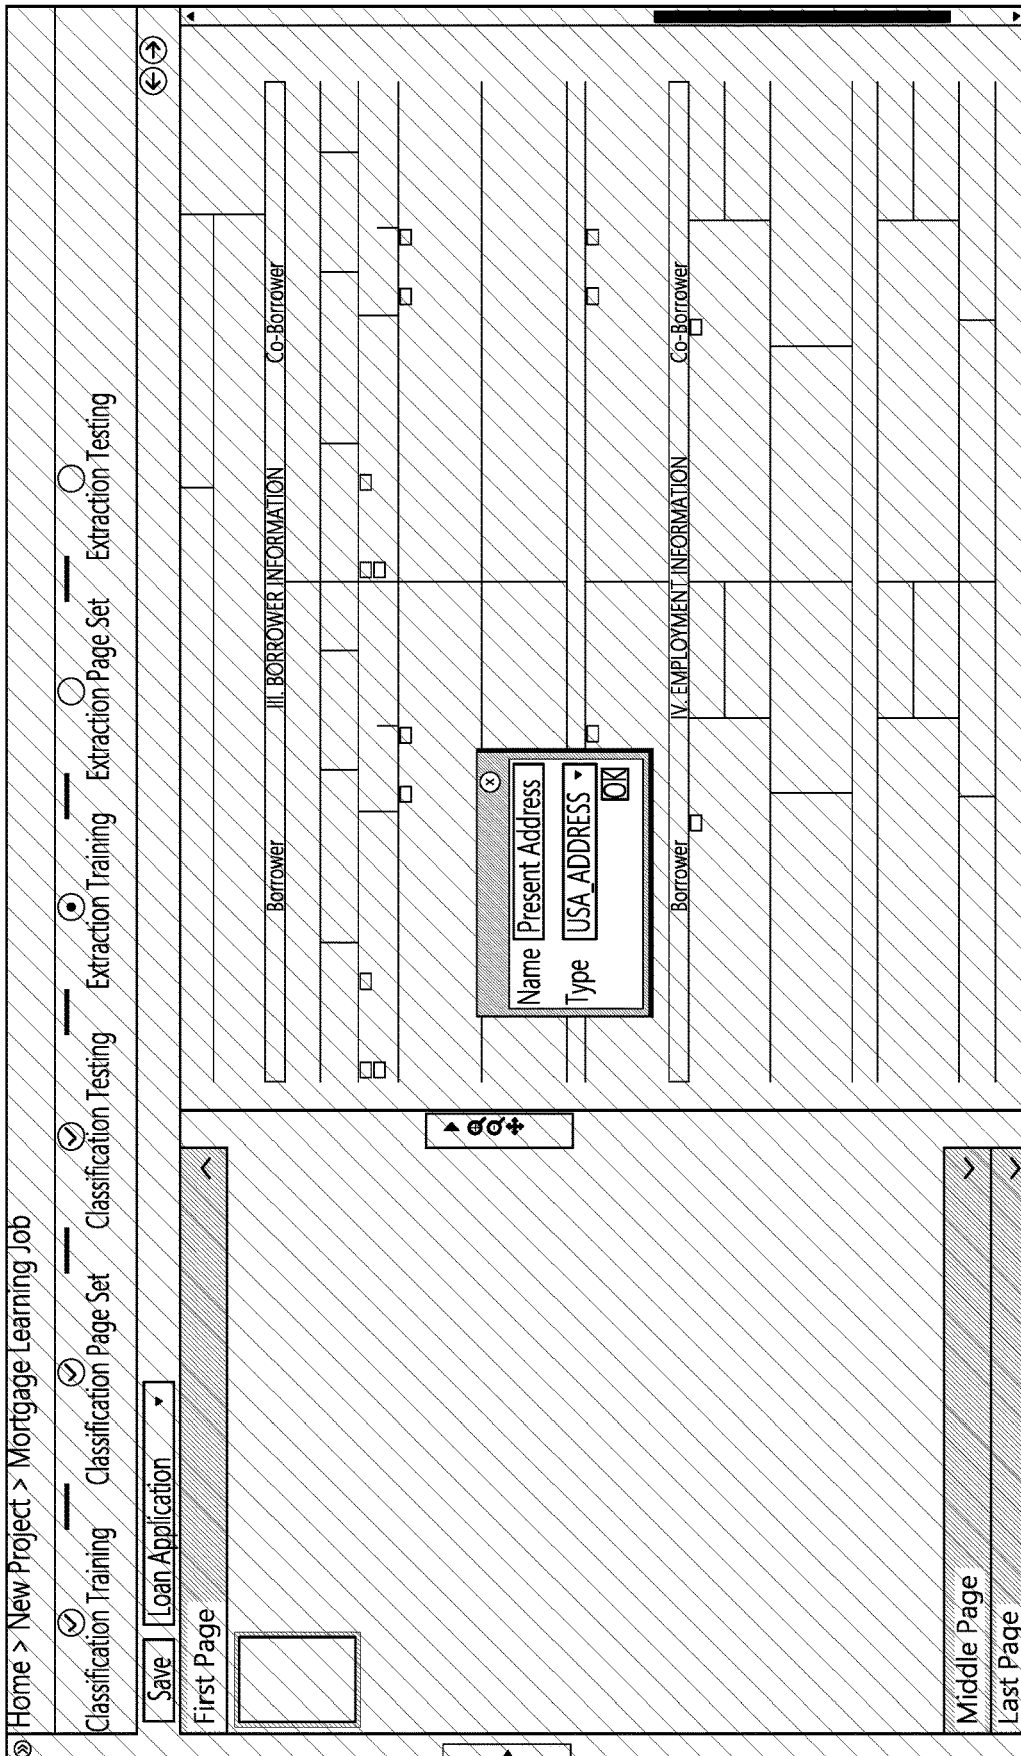 Home > New Project > Mortgage Learning Job
Classification Training
Classification Page Set
Classification Testing
Extraction Training
Extraction Page Set
Extraction Testing
Save
Loan Application
First Page
Middle Page
Last Page
Borrower
III. BORROWER INFORMATION
Co-Borrower
Name
Present Address
Type
USA_ADDRESS
OK
Borrower
IV. EMPLOYMENT INFORMATION
Co-Borrower